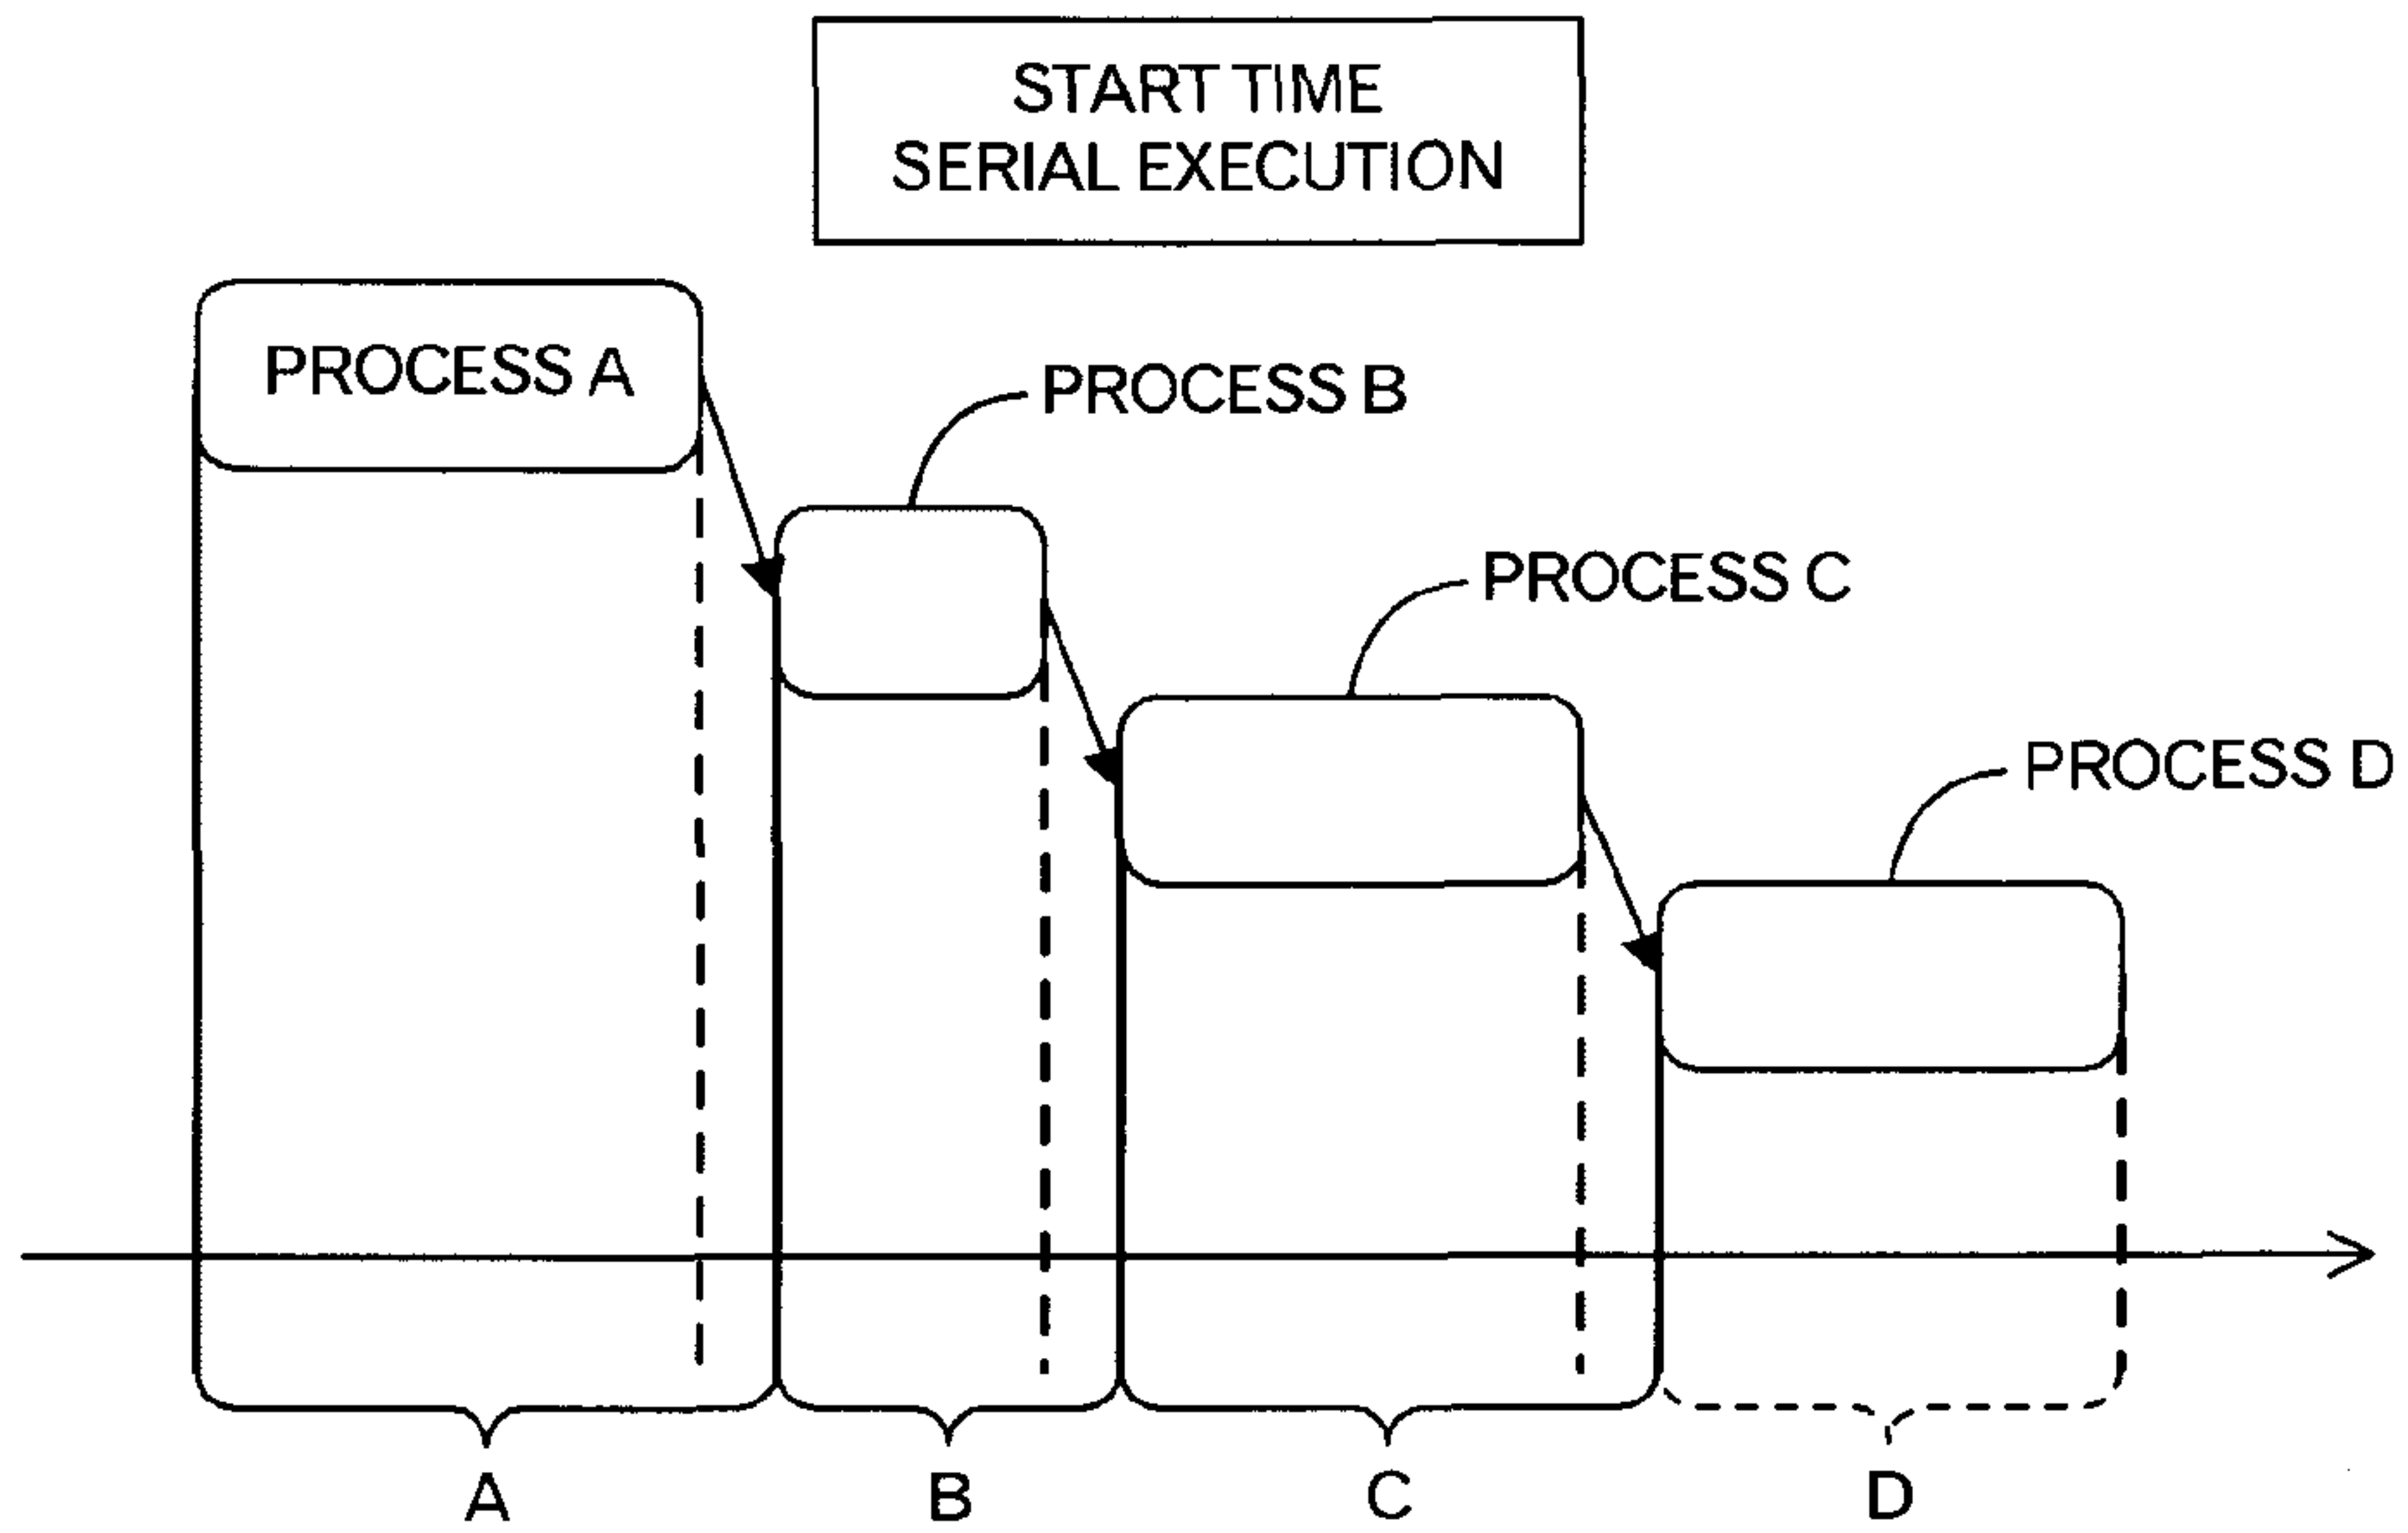 START TIME
SERIAL EXECUTION
PROCESS A
PROCESS B
PROCESS C
PROCESS D
A
B
C
D